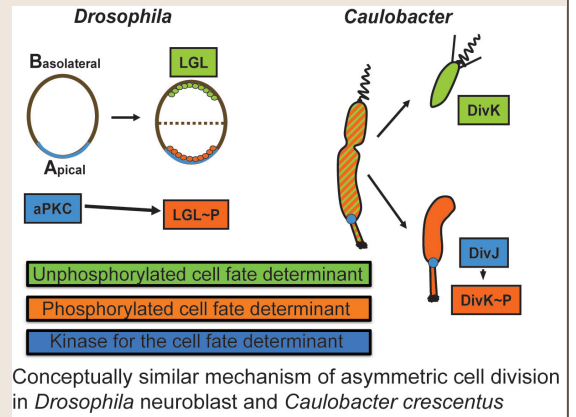 Drosophila
Caulobacter
Basolateral
LGL
Apical
aPKC
LGL~P
DivK
DivJ
DivK~P
Unphosphorylated cell fate determinant
Phosphorylated cell fate determinant
Kinase for the cell fate determinant
Conceptually similar mechanism of asymmetric cell division
in Drosophila neuroblast and Caulobacter crescentus